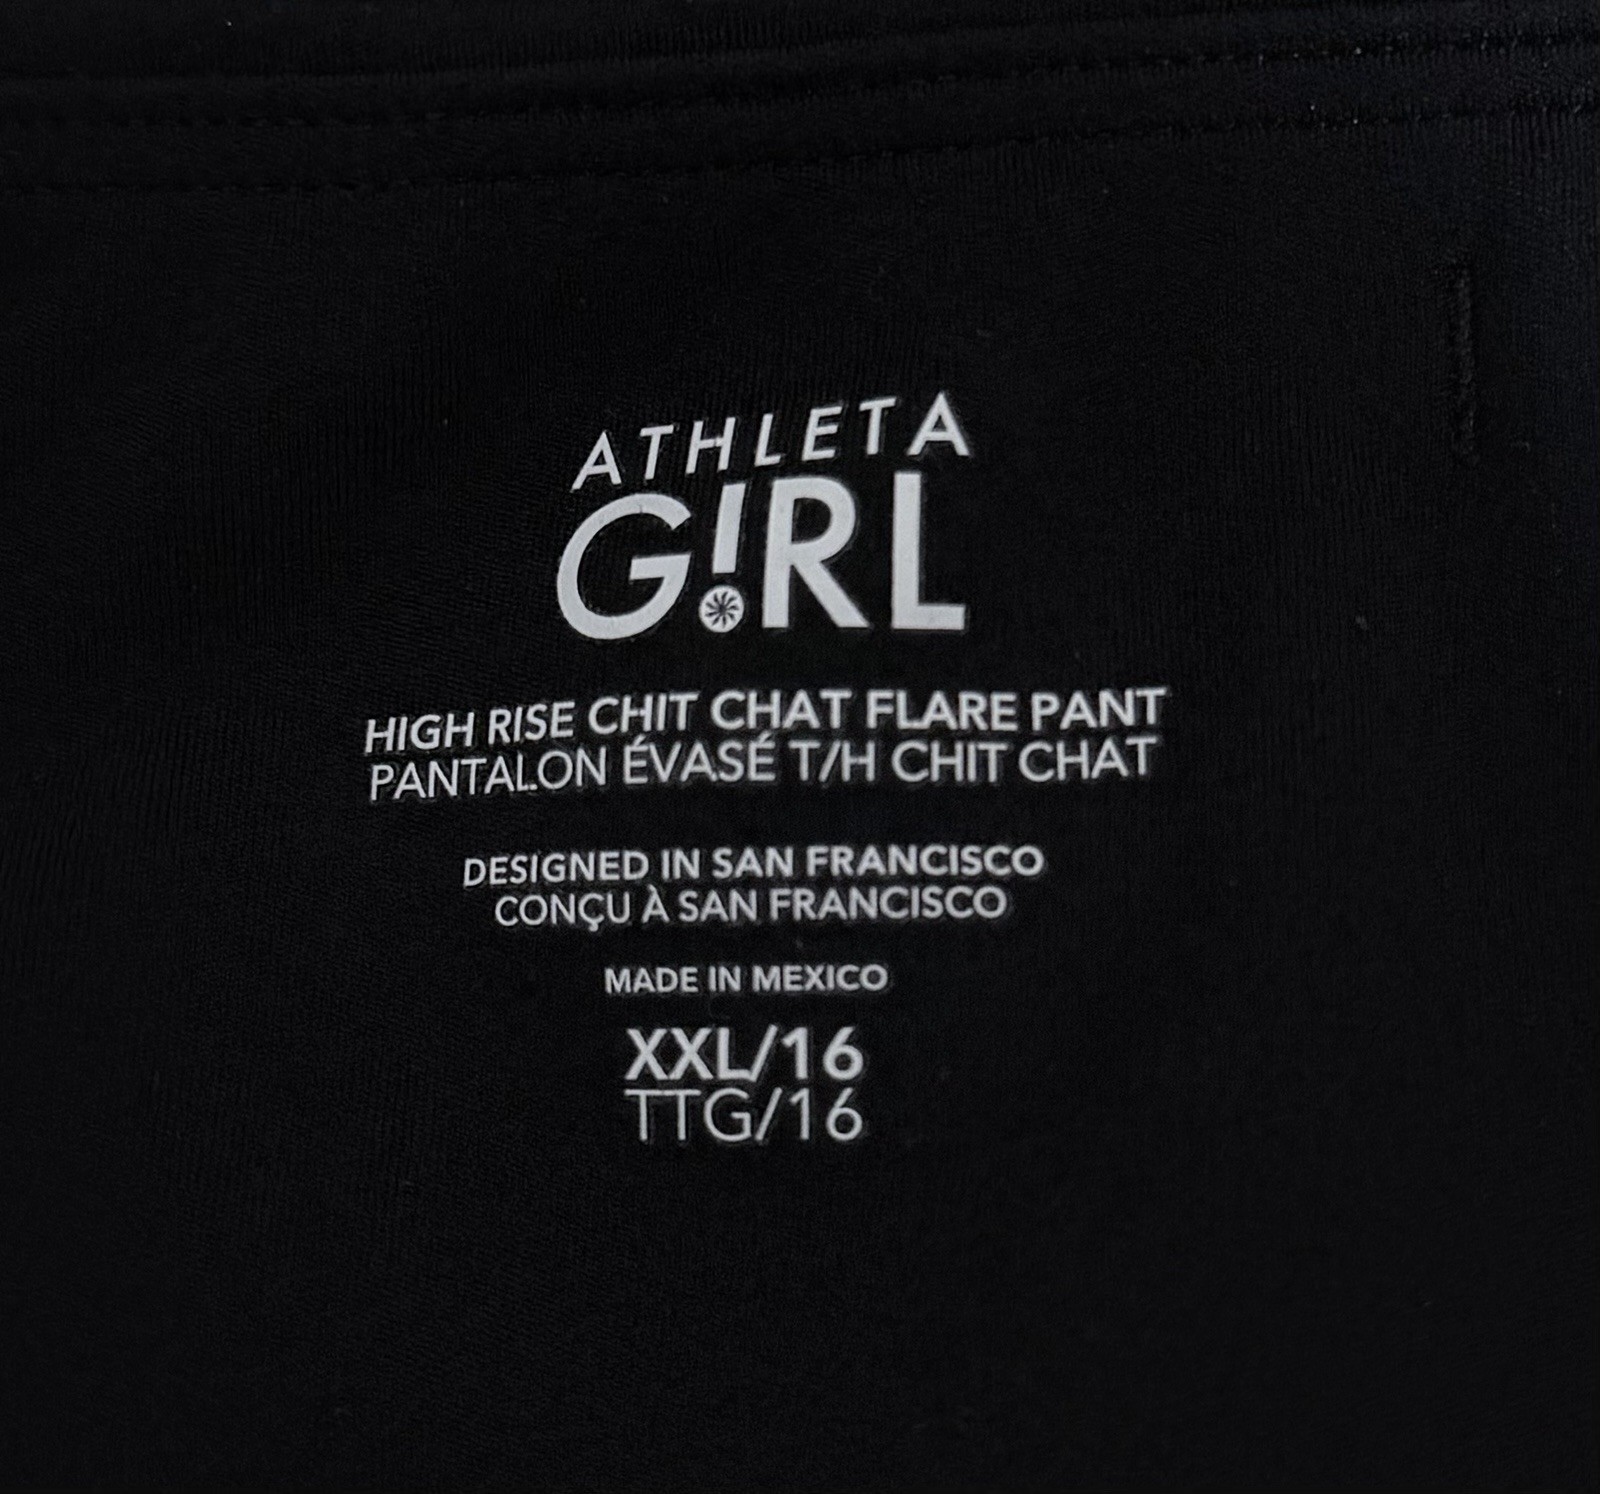 ATHLETA
G!RL
HIGH RISE CHIT CHAT FLARE PANT
PANTALON ÉVASÉ T/H CHIT CHAT
DESIGNED IN SAN FRANCISCO
CONÇU À SAN FRANCISCO
MADE IN MEXICO
XXL/16
TTG/16